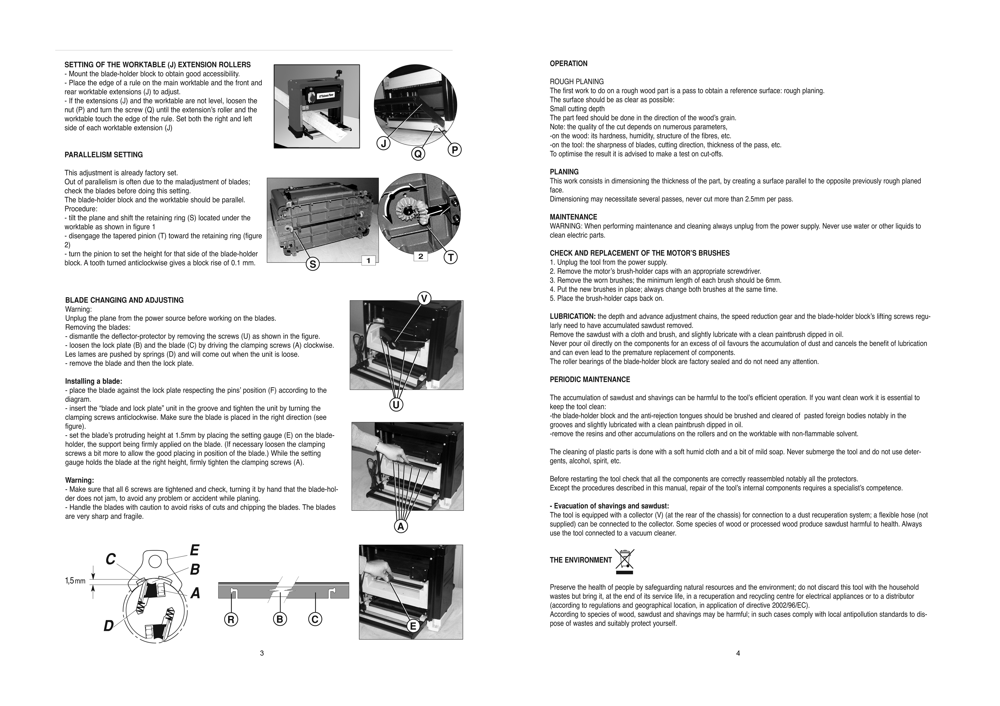 SETTING OF THE WORKTABLE (J) EXTENSION ROLLERS
- Mount the blade-holder block to obtain good accessibility.
- Place the edge of a rule on the main worktable and the front and
rear worktable extensions (J) to adjust.
- If the extensions (J) and the worktable are not level, loosen the
nut (P) and turn the screw (Q) until the extension's roller and the
worktable touch the edge of the rule. Set both the right and left
side of each worktable extension (J)
10"Thickness Planer
J
Q
P
PARALLELISM SETTING
This adjustment is already factory set.
Out of parallelism is often due to the maladjustment of blades;
check the blades before doing this setting.
The blade-holder block and the worktable should be parallel.
Procedure:
- tilt the plane and shift the retaining ring (S) located under the
worktable as shown in figure 1
- disengage the tapered pinion (T) toward the retaining ring (figure
2)
- turn the pinion to set the height for that side of the blade-holder
block. A tooth turned anticlockwise gives a block rise of 0.1 mm.
S
1
2
T
BLADE CHANGING AND ADJUSTING
Warning:
Unplug the plane from the power source before working on the blades.
Removing the blades:
- dismantle the deflector-protector by removing the screws (U) as shown in the figure.
- loosen the lock plate (B) and the blade (C) by driving the clamping screws (A) clockwise.
Les lames are pushed by springs (D) and will come out when the unit is loose.
- remove the blade and then the lock plate.
Installing a blade:
- place the blade against the lock plate respecting the pins' position (F) according to the
diagram.
- insert the “blade and lock plate” unit in the groove and tighten the unit by turning the
clamping screws anticlockwise. Make sure the blade is placed in the right direction (see
figure).
- set the blade's protruding height at 1.5mm by placing the setting gauge (E) on the blade-
holder, the support being firmly applied on the blade. (If necessary loosen the clamping
screws a bit more to allow the good placing in position of the blade.) While the setting
gauge holds the blade at the right height, firmly tighten the clamping screws (A).
Warning:
- Make sure that all 6 screws are tightened and check, turning it by hand that the blade-hol-
der does not jam, to avoid any problem or accident while planing.
- Handle the blades with caution to avoid risks of cuts and chipping the blades. The blades
are very sharp and fragile.
V
U
A
C
E
B
1,5 mm
A
D
R
B
C
E
3
OPERATION
ROUGH PLANING
The first work to do on a rough wood part is a pass to obtain a reference surface: rough planing.
The surface should be as clear as possible:
Small cutting depth
The part feed should be done in the direction of the wood's grain.
Note: the quality of the cut depends on numerous parameters,
-on the wood: its hardness, humidity, structure of the fibres, etc.
-on the tool: the sharpness of blades, cutting direction, thickness of the pass, etc.
To optimise the result it is advised to make a test on cut-offs.
PLANING
This work consists in dimensioning the thickness of the part, by creating a surface parallel to the opposite previously rough planed
face.
Dimensioning may necessitate several passes, never cut more than 2.5mm per pass.
MAINTENANCE
WARNING: When performing maintenance and cleaning always unplug from the power supply. Never use water or other liquids to
clean electric parts.
CHECK AND REPLACEMENT OF THE MOTOR'S BRUSHES
1. Unplug the tool from the power supply.
2. Remove the motor's brush-holder caps with an appropriate screwdriver.
3. Remove the worn brushes; the minimum length of each brush should be 6mm.
4. Put the new brushes in place; always change both brushes at the same time.
5. Place the brush-holder caps back on.
LUBRICATION: the depth and advance adjustment chains, the speed reduction gear and the blade-holder block's lifting screws regu-
larly need to have accumulated sawdust removed.
Remove the sawdust with a cloth and brush, and slightly lubricate with a clean paintbrush dipped in oil.
Never pour oil directly on the components for an excess of oil favours the accumulation of dust and cancels the benefit of lubrication
and can even lead to the premature replacement of components.
The roller bearings of the blade-holder block are factory sealed and do not need any attention.
PERIODIC MAINTENANCE
The accumulation of sawdust and shavings can be harmful to the tool's efficient operation. If you want clean work it is essential to
keep the tool clean:
-the blade-holder block and the anti-rejection tongues should be brushed and cleared of pasted foreign bodies notably in the
grooves and slightly lubricated with a clean paintbrush dipped in oil.
-remove the resins and other accumulations on the rollers and on the worktable with non-flammable solvent.
The cleaning of plastic parts is done with a soft humid cloth and a bit of mild soap. Never submerge the tool and do not use deter-
gents, alcohol, spirit, etc.
Before restarting the tool check that all the components are correctly reassembled notably all the protectors.
Except the procedures described in this manual, repair of the tool's internal components requires a specialist's competence.
- Evacuation of shavings and sawdust:
The tool is equipped with a collector (V) (at the rear of the chassis) for connection to a dust recuperation system; a flexible hose (not
supplied) can be connected to the collector. Some species of wood or processed wood produce sawdust harmful to health. Always
use the tool connected to a vacuum cleaner.
THE ENVIRONMENT
Preserve the health of people by safeguarding natural resources and the environment; do not discard this tool with the household
wastes but bring it, at the end of its service life, in a recuperation and recycling centre for electrical appliances or to a distributor
(according to regulations and geographical location, in application of directive 2002/96/EC).
According to species of wood, sawdust and shavings may be harmful; in such cases comply with local antipollution standards to dis-
pose of wastes and suitably protect yourself.
4